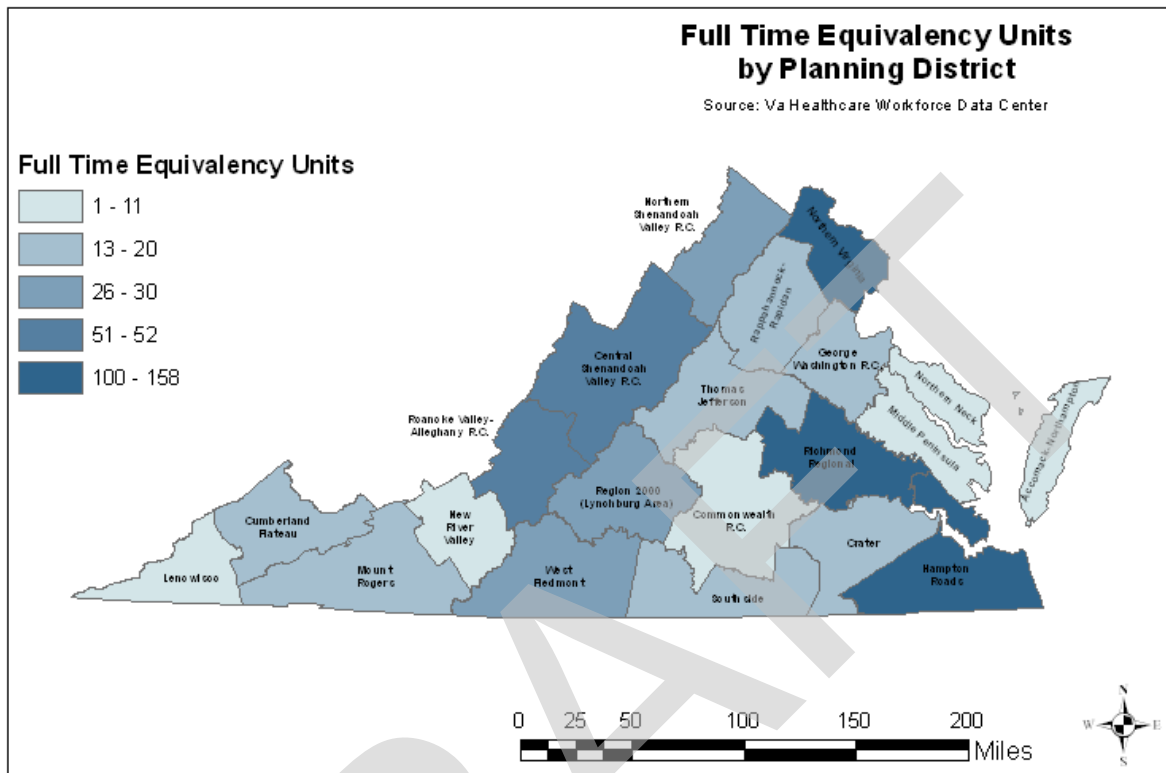 Full Time Equivalency Units
by Planning District
Source: Va Healthcare Workforce Data Center
Full Time Equivalency Units
1 - 11
13 - 20
26 - 30
51 - 52
100 - 158
Northern
Shenandoah
Valley R.C.
Northern Virginia
Rappahannock-
Rapidan
Central
Shenandoah
Valley R.C.
George
Washington R.C.
Thomas
Jefferson
Northern Neck
Middle Peninsula
Accomack-Northampton
Roanoke Valley-
Alleghany R.C.
Richmond
Regional
Region 2000
(Lynchburg Area)
Commonwealth
R.C.
New
River
Valley
Cumberland
Plateau
Crater
Lenowisco
Mount
Rogers
West
Piedmont
Southside
Hampton
Roads
0 25 50 100 150 200
Miles
N
W E
S
DRAFT